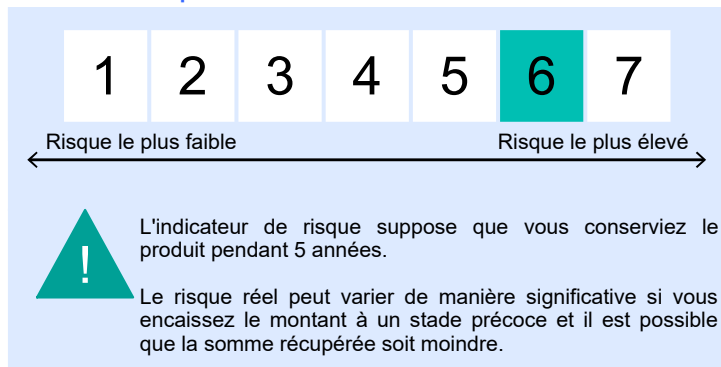 1 2 3 4 5 6 7
Risque le plus faible Risque le plus élevé
!
L'indicateur de risque suppose que vous conserviez le
produit pendant 5 années.
Le risque réel peut varier de manière significative si vous
encaissez le montant à un stade précoce et il est possible
que la somme récupérée soit moindre.